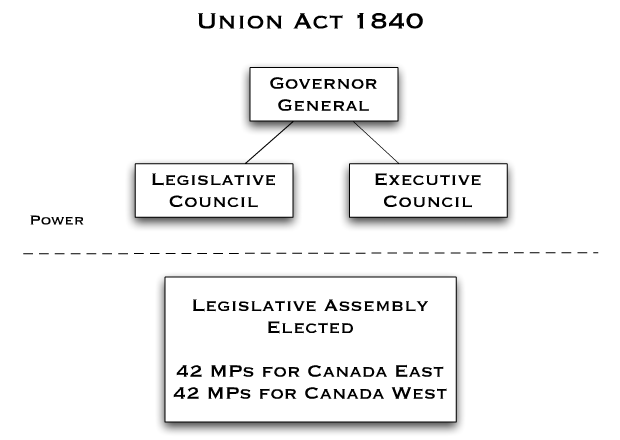 Union Act 1840
Governor
General
Legislative
Council
Executive
Council
Power
Legislative Assembly
Elected
42 MPs for Canada East
42 MPs for Canada West